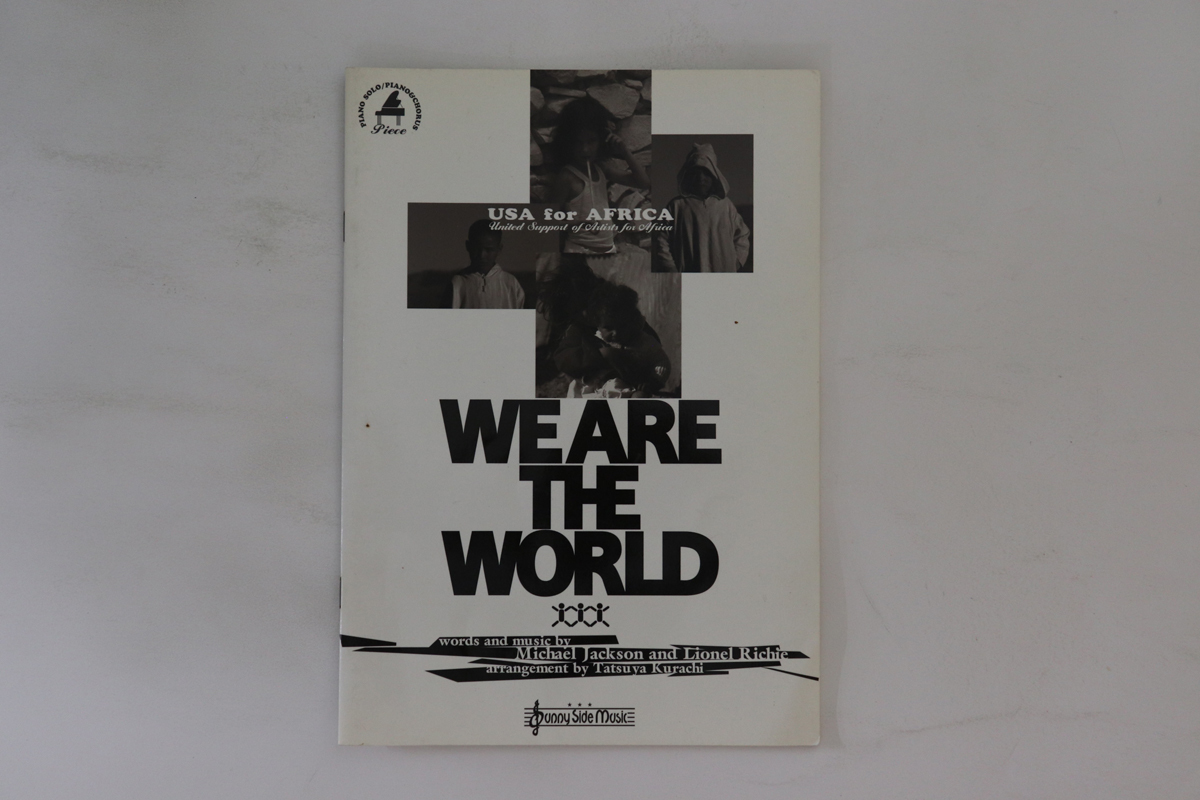 PIANO SOLO/PIANO&CHORUS
Piece
USA for AFRICA
United Support of Artists for Africa
WE ARE
THE
WORLD
words and music by
Michael Jackson and Lionel Richie
arrangement by Tatsuya Kurachi
Sunny Side Music